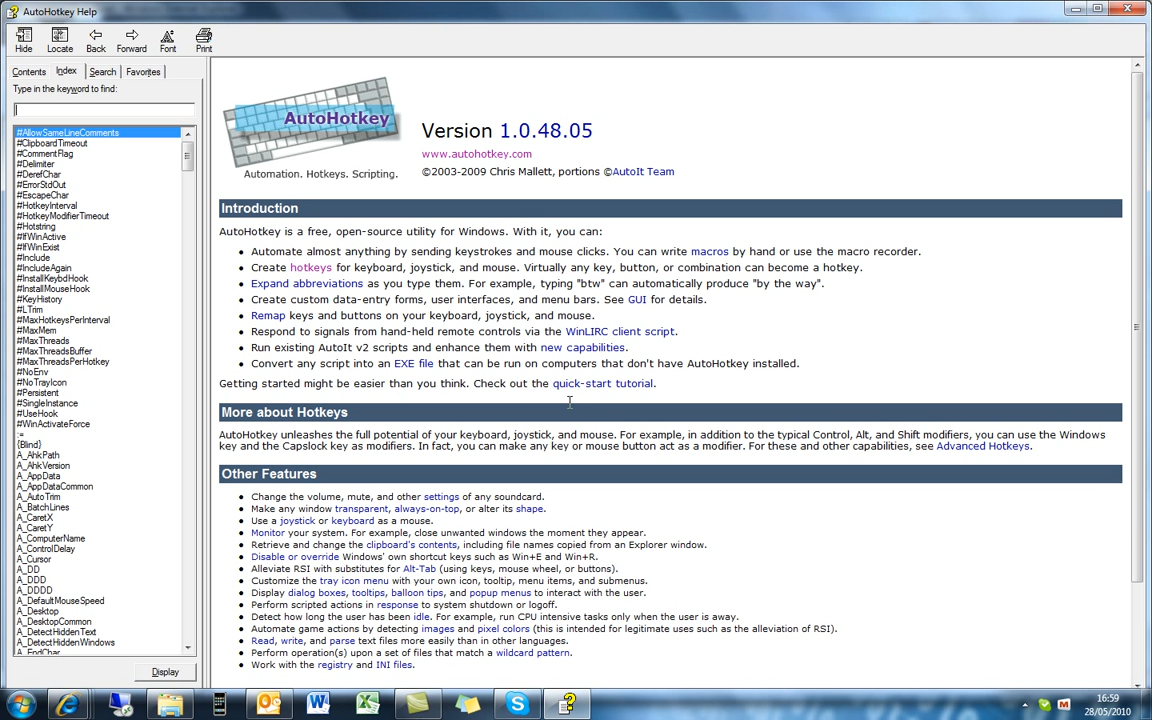 AutoHotkey Help
Hide Locate Back Forward Font Print
Contents Index Search Favorites
Type in the keyword to find:
#AllowSameLineComments
#ClipboardTimeout
#CommentFlag
#Delimiter
#DerefChar
#ErrorStdOut
#EscapeChar
#HotkeyInterval
#HotkeyModifierTimeout
#Hotstring
#IfWinActive
#IfWinExist
#Include
#IncludeAgain
#InstallKeybdHook
#InstallMouseHook
#KeyHistory
#LTrim
#MaxHotkeysPerInterval
#MaxMem
#MaxThreads
#MaxThreadsBuffer
#MaxThreadsPerHotkey
#NoEnv
#NoTrayIcon
#Persistent
#SingleInstance
#UseHook
#WinActivateForce
:=
{Blind}
A_AhkPath
A_AhkVersion
A_AppData
A_AppDataCommon
A_AutoTrim
A_BatchLines
A_CaretX
A_CaretY
A_ComputerName
A_ControlDelay
A_Cursor
A_DD
A_DDD
A_DDDD
A_DefaultMouseSpeed
A_Desktop
A_DesktopCommon
A_DetectHiddenText
A_DetectHiddenWindows
A_EndChar
Display
AutoHotkey
Automation. Hotkeys. Scripting.
Version 1.0.48.05
www.autohotkey.com
©2003-2009 Chris Mallett, portions ©AutoIt Team
Introduction
AutoHotkey is a free, open-source utility for Windows. With it, you can:
• Automate almost anything by sending keystrokes and mouse clicks. You can write macros by hand or use the macro recorder.
• Create hotkeys for keyboard, joystick, and mouse. Virtually any key, button, or combination can become a hotkey.
• Expand abbreviations as you type them. For example, typing "btw" can automatically produce "by the way".
• Create custom data-entry forms, user interfaces, and menu bars. See GUI for details.
• Remap keys and buttons on your keyboard, joystick, and mouse.
• Respond to signals from hand-held remote controls via the WinLIRC client script.
• Run existing AutoIt v2 scripts and enhance them with new capabilities.
• Convert any script into an EXE file that can be run on computers that don't have AutoHotkey installed.
Getting started might be easier than you think. Check out the quick-start tutorial.
More about Hotkeys
AutoHotkey unleashes the full potential of your keyboard, joystick, and mouse. For example, in addition to the typical Control, Alt, and Shift modifiers, you can use the Windows
key and the Capslock key as modifiers. In fact, you can make any key or mouse button act as a modifier. For these and other capabilities, see Advanced Hotkeys.
Other Features
• Change the volume, mute, and other settings of any soundcard.
• Make any window transparent, always-on-top, or alter its shape.
• Use a joystick or keyboard as a mouse.
• Monitor your system. For example, close unwanted windows the moment they appear.
• Retrieve and change the clipboard's contents, including file names copied from an Explorer window.
• Disable or override Windows' own shortcut keys such as Win+E and Win+R.
• Alleviate RSI with substitutes for Alt-Tab (using keys, mouse wheel, or buttons).
• Customize the tray icon menu with your own icon, tooltip, menu items, and submenus.
• Display dialog boxes, tooltips, balloon tips, and popup menus to interact with the user.
• Perform scripted actions in response to system shutdown or logoff.
• Detect how long the user has been idle. For example, run CPU intensive tasks only when the user is away.
• Automate game actions by detecting images and pixel colors (this is intended for legitimate uses such as the alleviation of RSI).
• Read, write, and parse text files more easily than in other languages.
• Perform operation(s) upon a set of files that match a wildcard pattern.
• Work with the registry and INI files.
16:59
28/05/2010